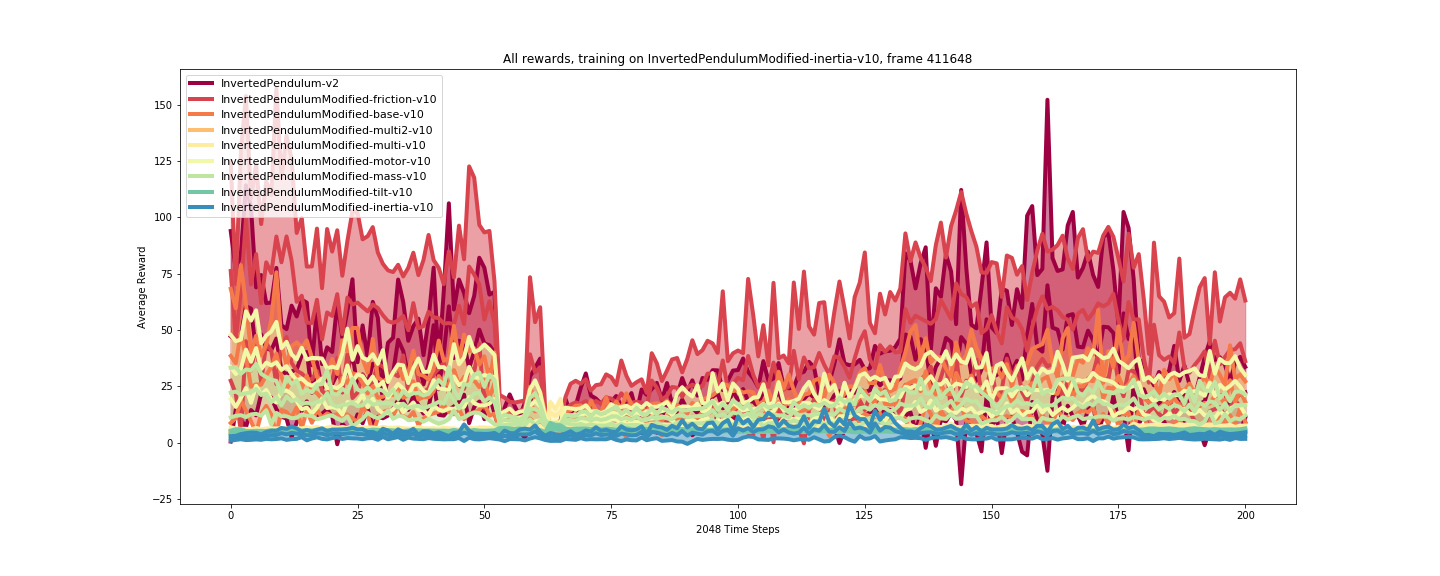 All rewards, training on InvertedPendulumModified-inertia-v10, frame 411648
InvertedPendulum-v2
InvertedPendulumModified-friction-v10
InvertedPendulumModified-base-v10
InvertedPendulumModified-multi2-v10
InvertedPendulumModified-multi-v10
InvertedPendulumModified-motor-v10
InvertedPendulumModified-mass-v10
InvertedPendulumModified-tilt-v10
InvertedPendulumModified-inertia-v10
Average Reward
150
125
100
75
50
25
0
−25
0 25 50 75 100 125 150 175 200
2048 Time Steps